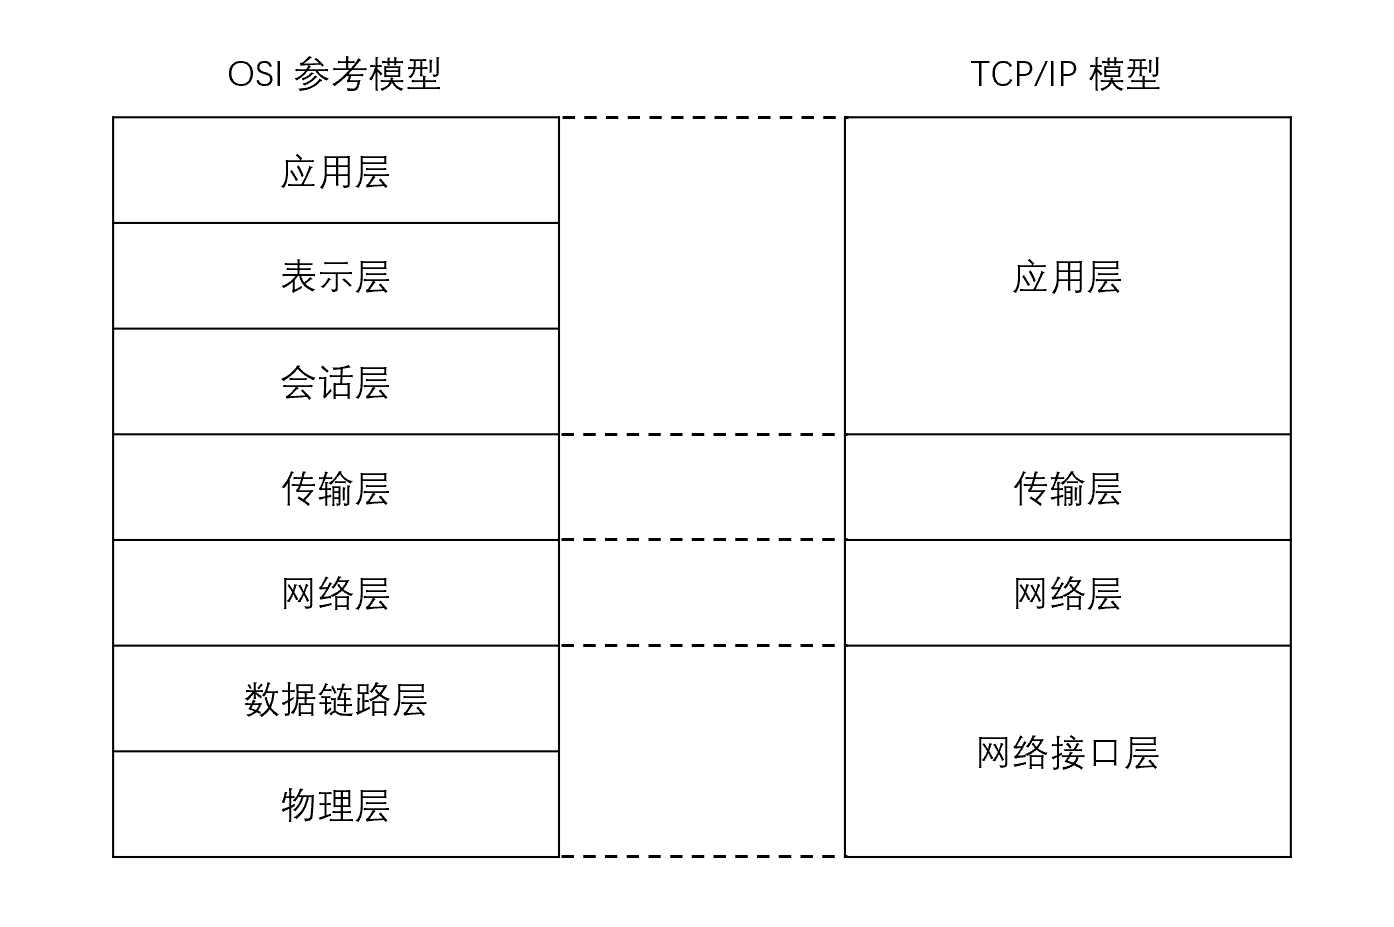 OSI 参考模型
应用层
表示层
会话层
传输层
网络层
数据链路层
物理层
TCP/IP 模型
应用层
传输层
网络层
网络接口层